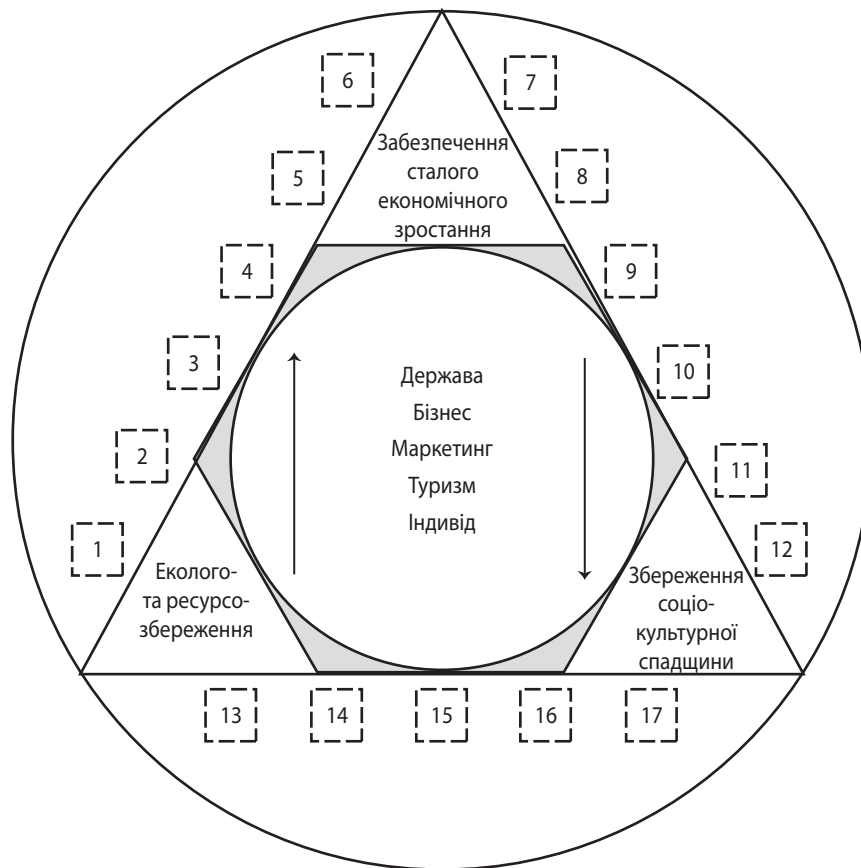 6
7
Забезпечення
сталого
економічного
зростання
5
8
4
9
3
10
Держава
Бізнес
Маркетинг
Туризм
Індивід
2
11
1
12
Еколого-
та ресурсо-
збереження
Збереження
соціо-
культурної
спадщини
13
14
15
16
17